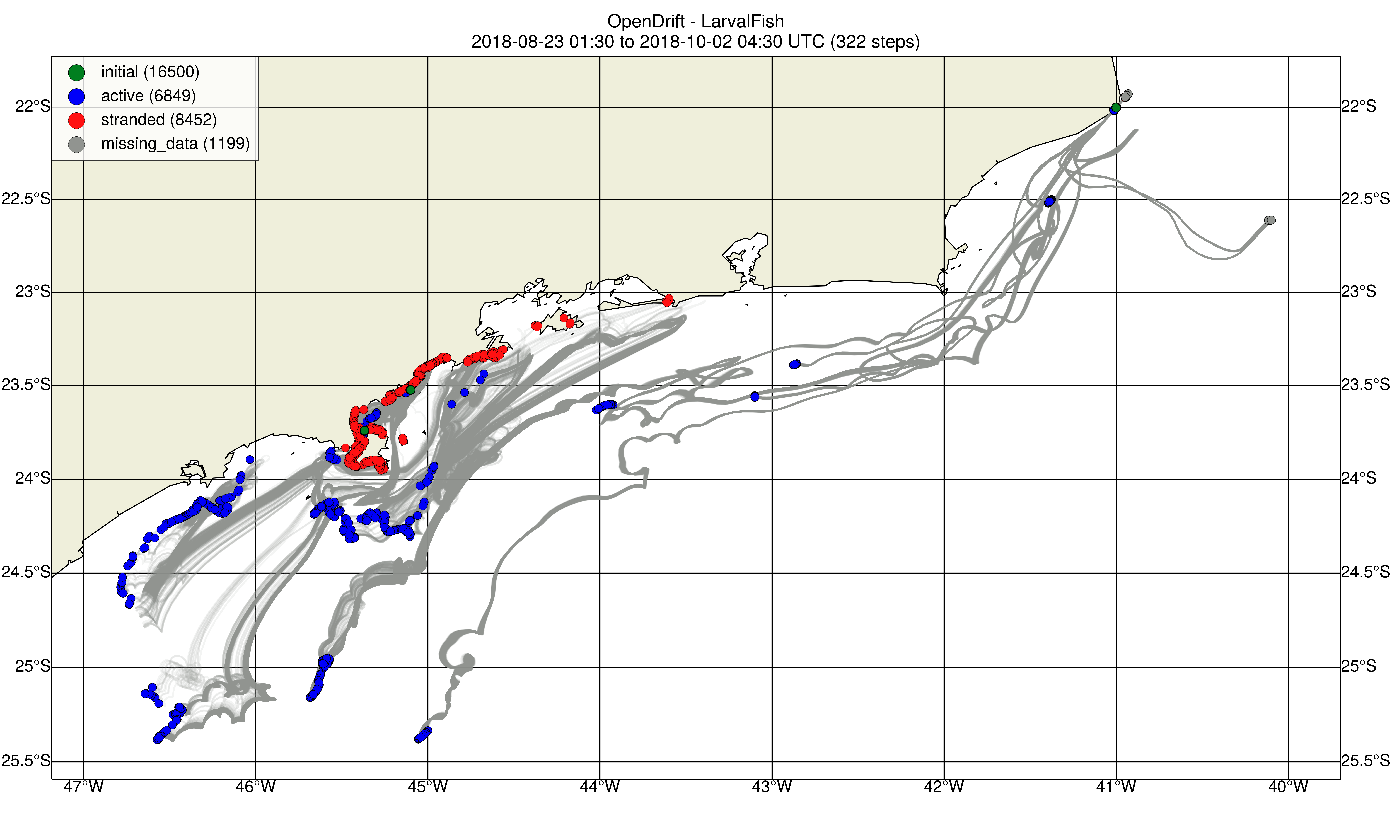 OpenDrift - LarvalFish
2018-08-23 01:30 to 2018-10-02 04:30 UTC (322 steps)
initial (16500)
active (6849)
stranded (8452)
missing_data (1199)
22°S 22°S
22.5°S 22.5°S
23°S 23°S
23.5°S 23.5°S
24°S 24°S
24.5°S 24.5°S
25°S 25°S
25.5°S 25.5°S
47°W 46°W 45°W 44°W 43°W 42°W 41°W 40°W